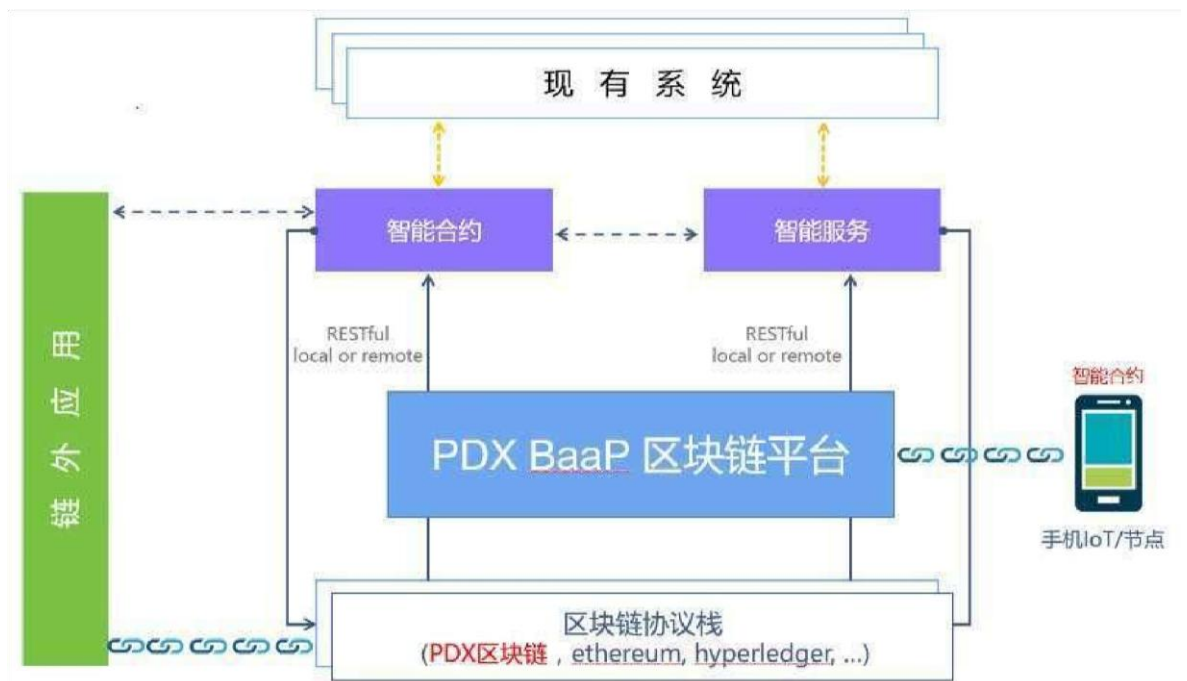 现有系统
智能合约
智能服务
RESTful
local or remote
RESTful
local or remote
链外应用
智能合约
PDX BaaP 区块链平台
手机IoT/节点
区块链协议栈
(PDX区块链，ethereum, hyperledger, ...)